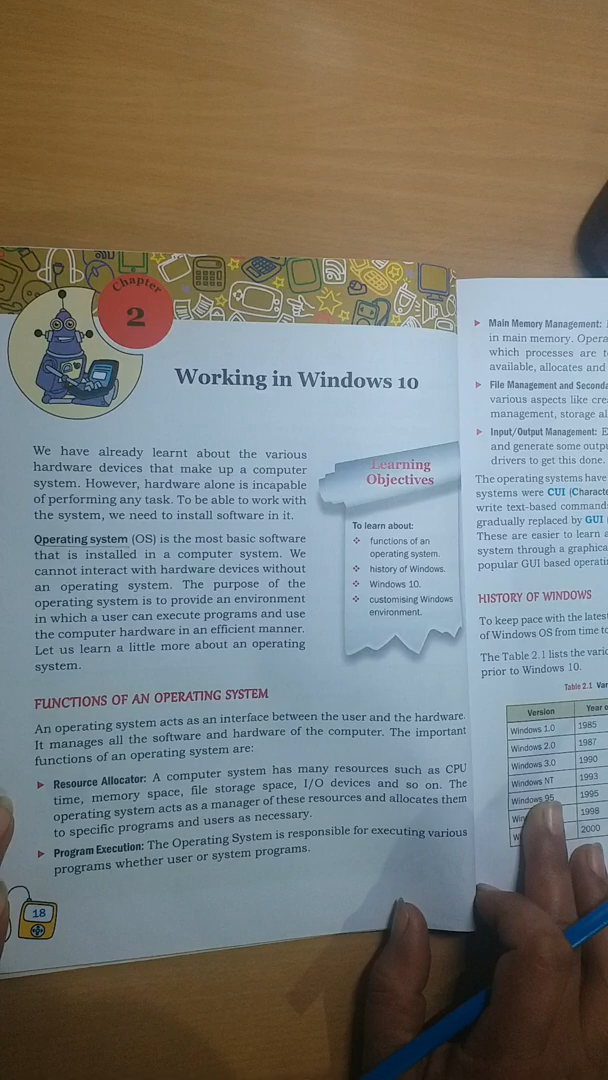 Chapter
2
Working in Windows 10
We have already learnt about the various
hardware devices that make up a computer
system. However, hardware alone is incapable
of performing any task. To be able to work with
the system, we need to install software in it.
Operating system (OS) is the most basic software
that is installed in a computer system. We
cannot interact with hardware devices without
an operating system. The purpose of the
operating system is to provide an environment
in which a user can execute programs and use
the computer hardware in an efficient manner.
Let us learn a little more about an operating
system.
Learning
Objectives
To learn about:
functions of an
operating system.
history of Windows.
Windows 10.
customising Windows
environment.
FUNCTIONS OF AN OPERATING SYSTEM
An operating system acts as an interface between the user and the hardware.
It manages all the software and hardware of the computer. The important
functions of an operating system are:
Resource Allocator: A computer system has many resources such as CPU
time, memory space, file storage space, I/O devices and so on. The
operating system acts as a manager of these resources and allocates them
to specific programs and users as necessary.
Program Execution: The Operating System is responsible for executing various
programs whether user or system programs.
18
Main Memory Management:
in main memory.
which processes are
available, allocates and
File Management and
various aspects like
management, storage
Input/Output Management:
and generate some
drivers to get this done.
The operating systems have
systems were CUI
write text-based
gradually replaced by GUI
These are easier to learn
system through a
popular GUI based
HISTORY OF WINDOWS
To keep pace with the
of Windows OS from time
The Table 2.1 lists the
prior to Windows 10.
Table 2.1
Version Year
Windows 1.0 1985
Windows 2.0 1987
Windows 3.0 1990
Windows NT 1993
Windows 95 1995
1998
2000